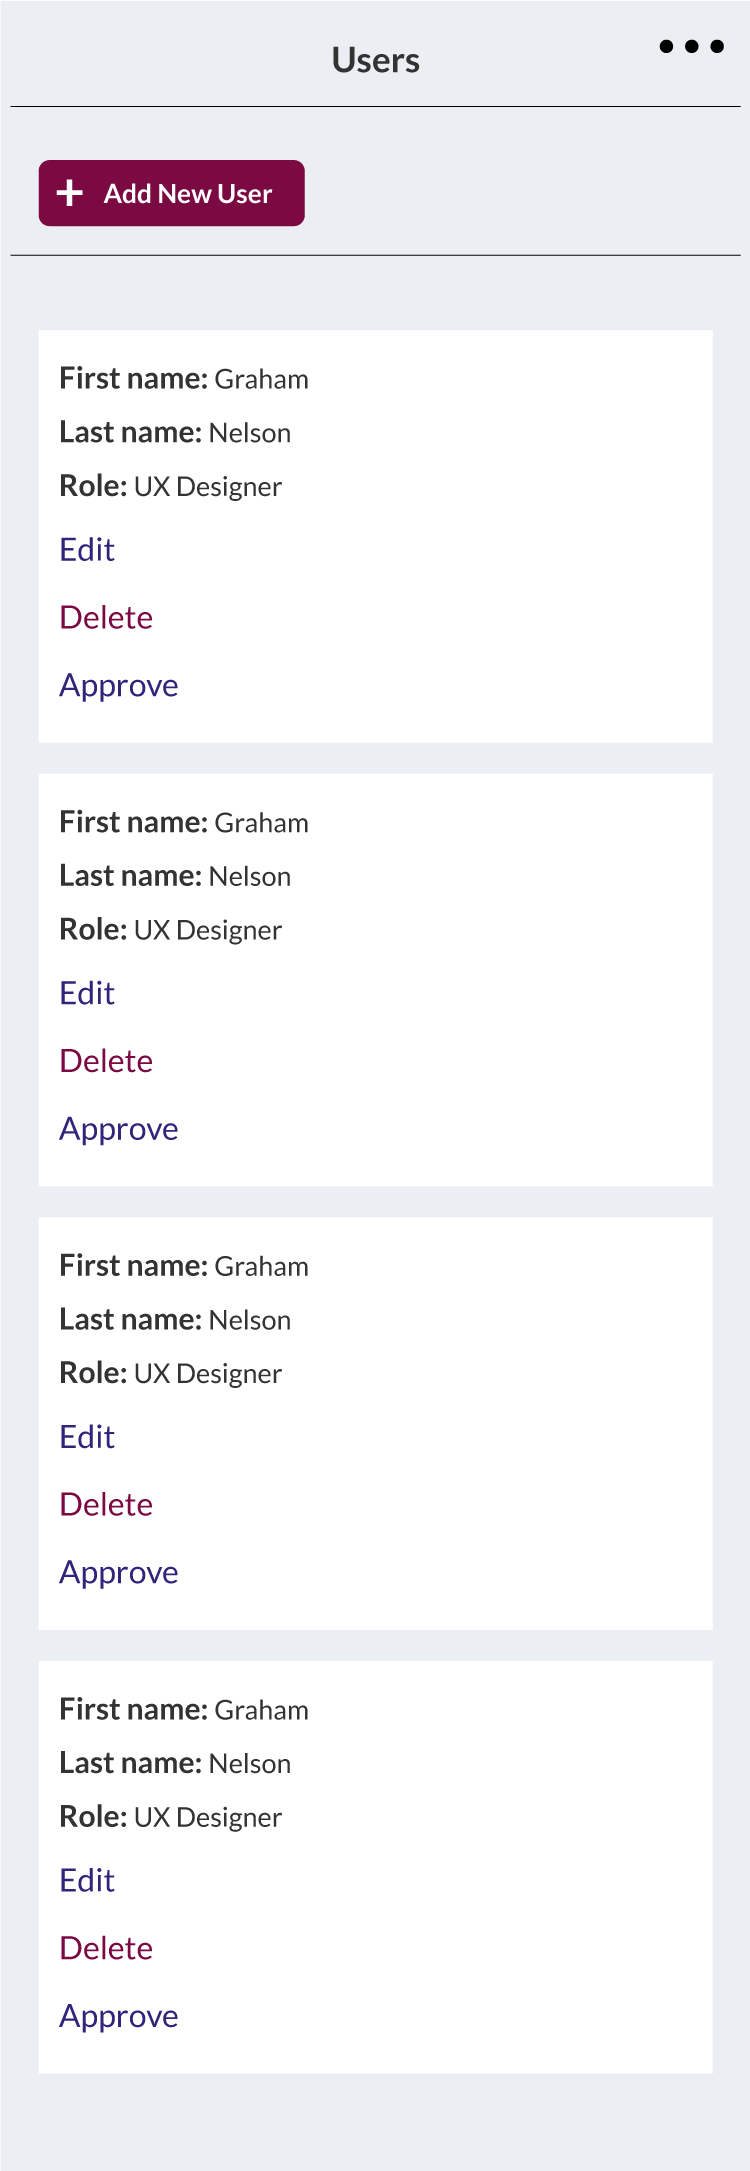 Users
Add New User
First name: Graham
Last name: Nelson
Role: UX Designer
Edit
Delete
Approve
First name: Graham
Last name: Nelson
Role: UX Designer
Edit
Delete
Approve
First name: Graham
Last name: Nelson
Role: UX Designer
Edit
Delete
Approve
First name: Graham
Last name: Nelson
Role: UX Designer
Edit
Delete
Approve